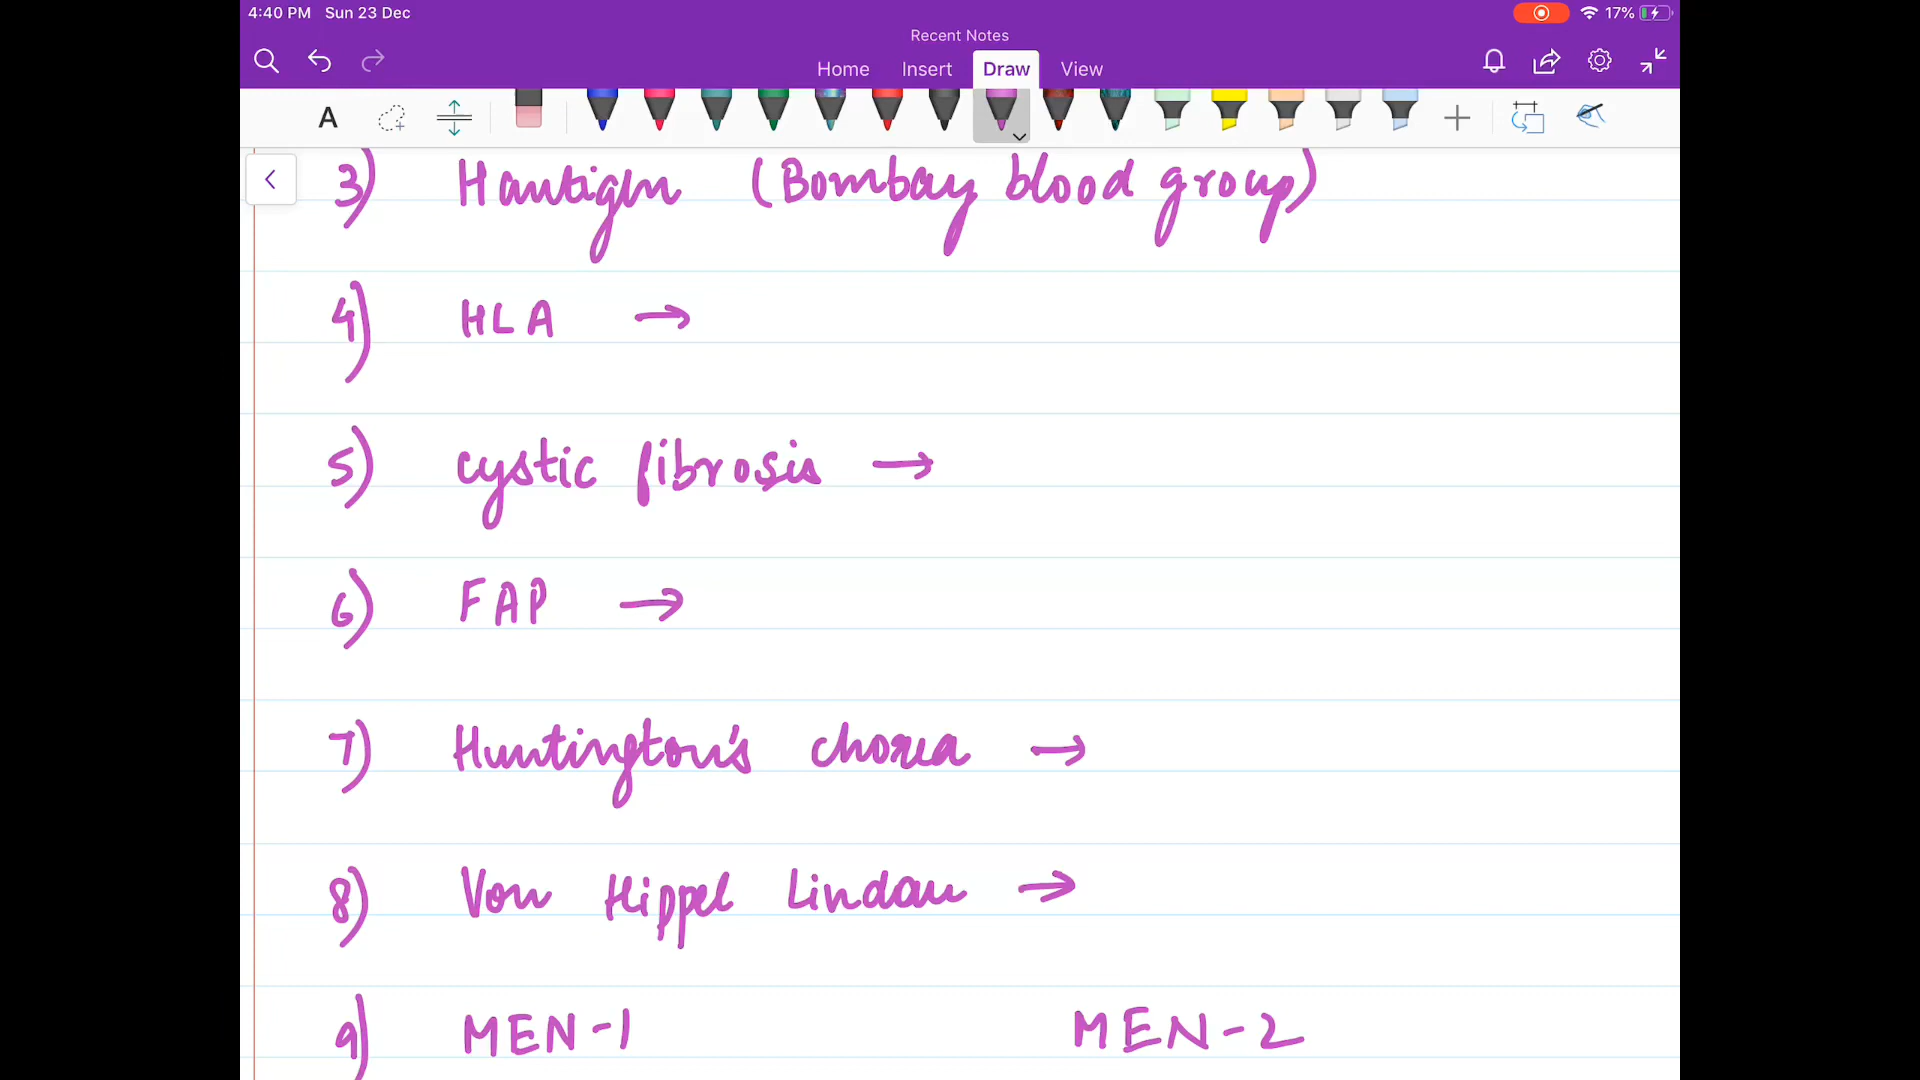 4:40 PM Sun 23 Dec
17%
Recent Notes
Home Insert Draw View
A
3) H antigen (Bombay blood group)
4) HLA →
5) cystic fibrosis →
6) FAP →
7) Huntington's chorea →
8) Von Hippel Lindau →
9) MEN-1 MEN-2